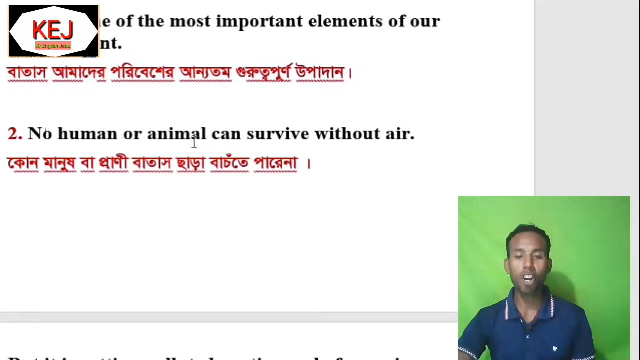 KEJ
ne of the most important elements of our
nt.
বাতাস আমাদের পরিবেশের আন্যতম গুরুত্বপুর্ণ উপাদান।
2. No human or animal can survive without air.
কোন মানুষ বা প্রাণী বাতাস ছাড়া বাচঁতে পারেনা ।